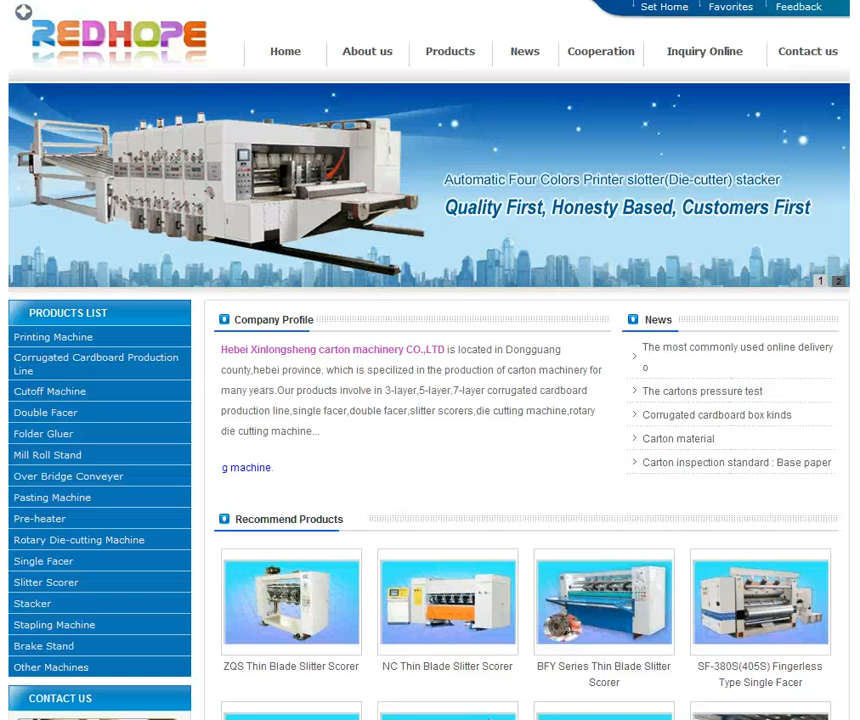 Set Home
Favorites
Feedback
REDHOPE
Home
About us
Products
News
Cooperation
Inquiry Online
Contact us
Automatic Four Colors Printer slotter(Die-cutter) stacker
Quality First, Honesty Based, Customers First
1
2
PRODUCTS LIST
Printing Machine
Corrugated Cardboard Production
Line
Cutoff Machine
Double Facer
Folder Gluer
Mill Roll Stand
Over Bridge Conveyer
Pasting Machine
Pre-heater
Rotary Die-cutting Machine
Single Facer
Slitter Scorer
Stacker
Stapling Machine
Brake Stand
Other Machines
CONTACT US
Company Profile
Hebei Xinlongsheng carton machinery CO.,LTD is located in Dongguang
county,hebei province, which is specilized in the production of carton machinery for
many years.Our products involve in 3-layer,5-layer,7-layer corrugated cardboard
production line,single facer,double facer,slitter scorers,die cutting machine,rotary
die cutting machine...
g machine.
News
The most commonly used online delivery
o
The cartons pressure test
Corrugated cardboard box kinds
Carton material
Carton inspection standard : Base paper
Recommend Products
ZQS Thin Blade Slitter Scorer
NC Thin Blade Slitter Scorer
BFY Series Thin Blade Slitter
Scorer
SF-380S(405S) Fingerless
Type Single Facer